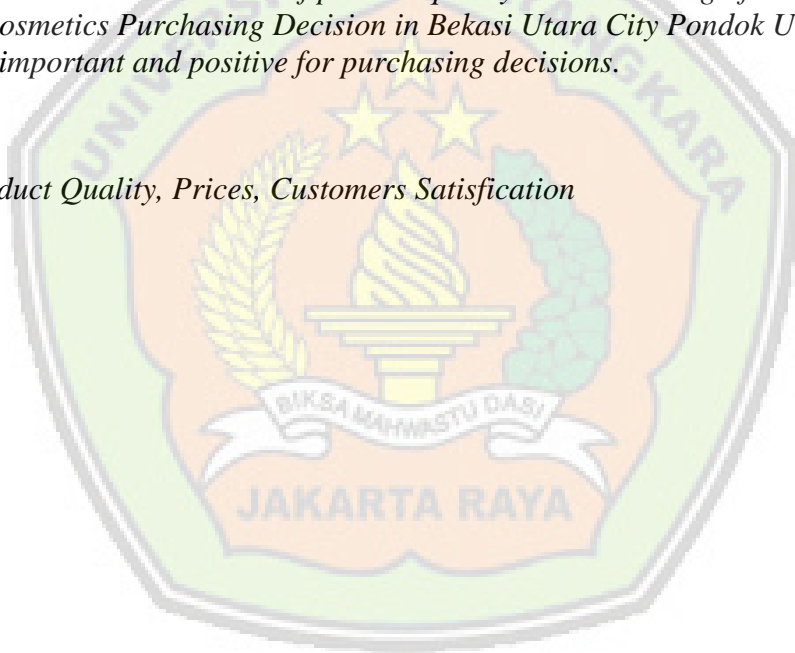 of
osmetics Purchasing Decision in Bekasi Utara City Pondok U
important and positive for purchasing decisions.
duct Quality, Prices, Customers Satisfication
BIKSA MAHWASTU DASI
JAKARTA RAYA